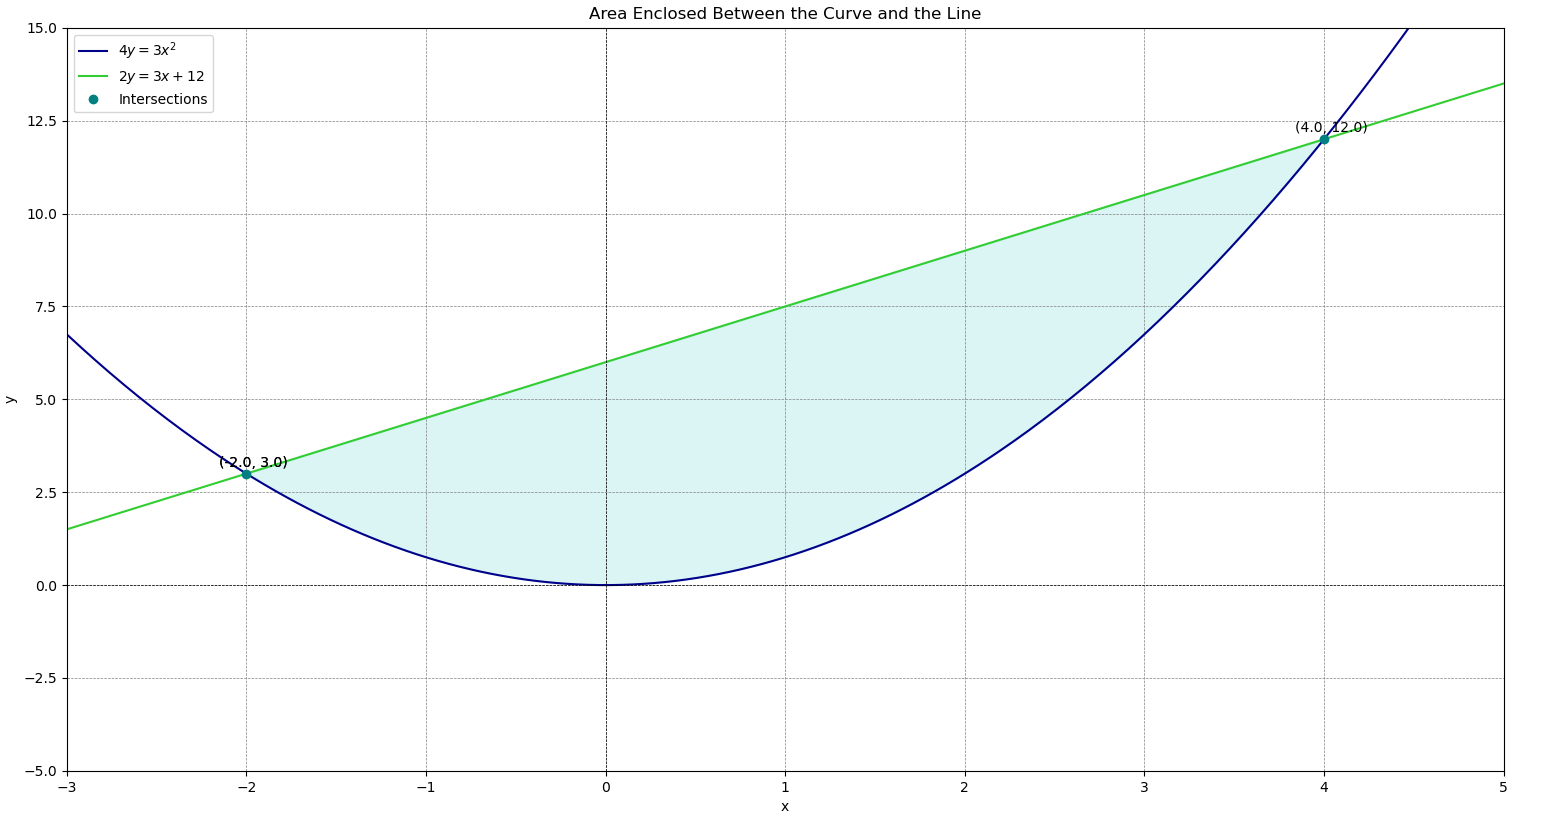 Area Enclosed Between the Curve and the Line
15.0
12.5
10.0
7.5
5.0
2.5
0.0
−2.5
−5.0
y
4y = 3x²
2y = 3x + 12
Intersections
(4.0, 12.0)
(-2.0, 3.0)
−3 −2 −1 0 1 2 3 4 5
x